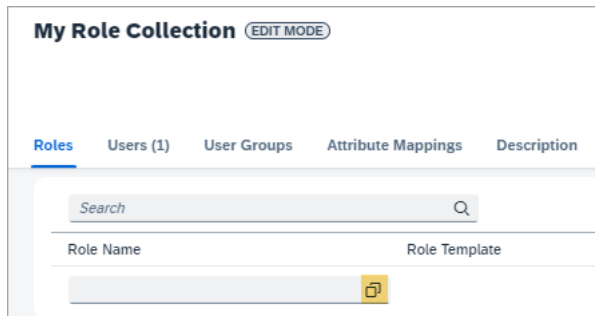 My Role Collection EDIT MODE
Roles Users (1) User Groups Attribute Mappings Description
Search
Role Name Role Template